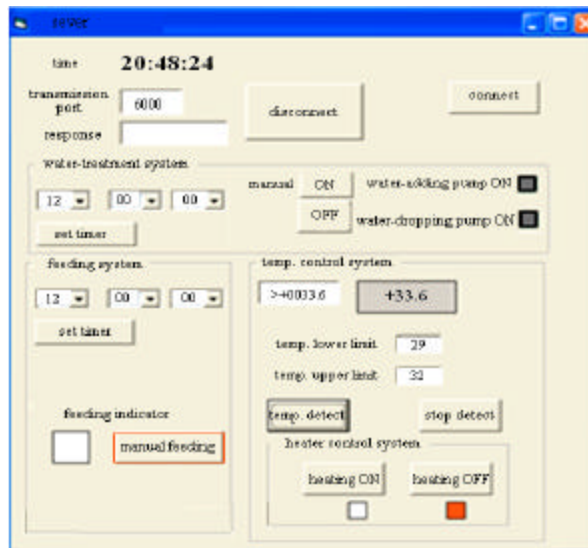 sever
time 20:48:24
transmission port 6000 disconnect connect
response
water-treatment system
manual ON water-adding pump ON
12 00 00
OFF water-dropping pump ON
set timer
feeding system
12 00 00
set timer
feeding indicator
manual feeding
temp. control system
>+0033.6 +33.6
temp. lower limit 29
temp. upper limit 32
temp. detect stop detect
heater control system
heating ON heating OFF